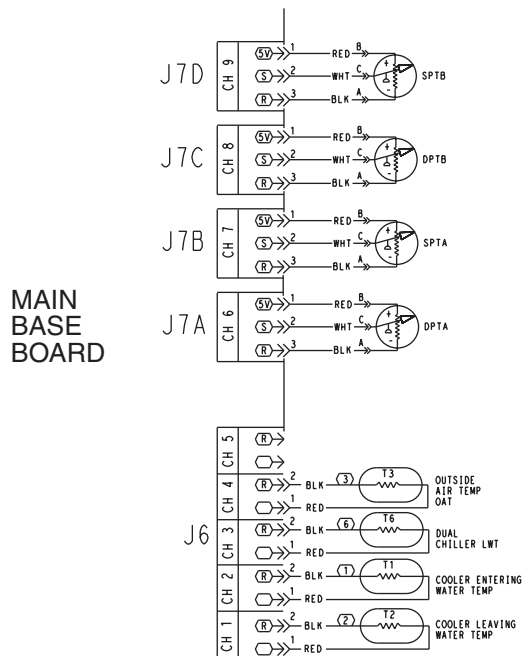 J7D
CH 9
5V 1 RED B
S 2 WHT C
R 3 BLK A
+
-
SPTB
J7C
CH 8
5V 1 RED B
S 2 WHT C
R 3 BLK A
+
-
DPTB
J7B
CH 7
5V 1 RED B
S 2 WHT C
R 3 BLK A
+
-
SPTA
MAIN
BASE
BOARD
J7A
CH 6
5V 1 RED B
S 2 WHT C
R 3 BLK A
+
-
DPTA
J6
CH 5
R
CH 4
R 2 BLK 3 T3
1 RED
OUTSIDE
AIR TEMP
OAT
CH 3
R 2 BLK 6 T6
1 RED
DUAL
CHILLER LWT
CH 2
R 2 BLK 1 T1
1 RED
COOLER ENTERING
WATER TEMP
CH 1
R 2 BLK 2 T2
1 RED
COOLER LEAVING
WATER TEMP